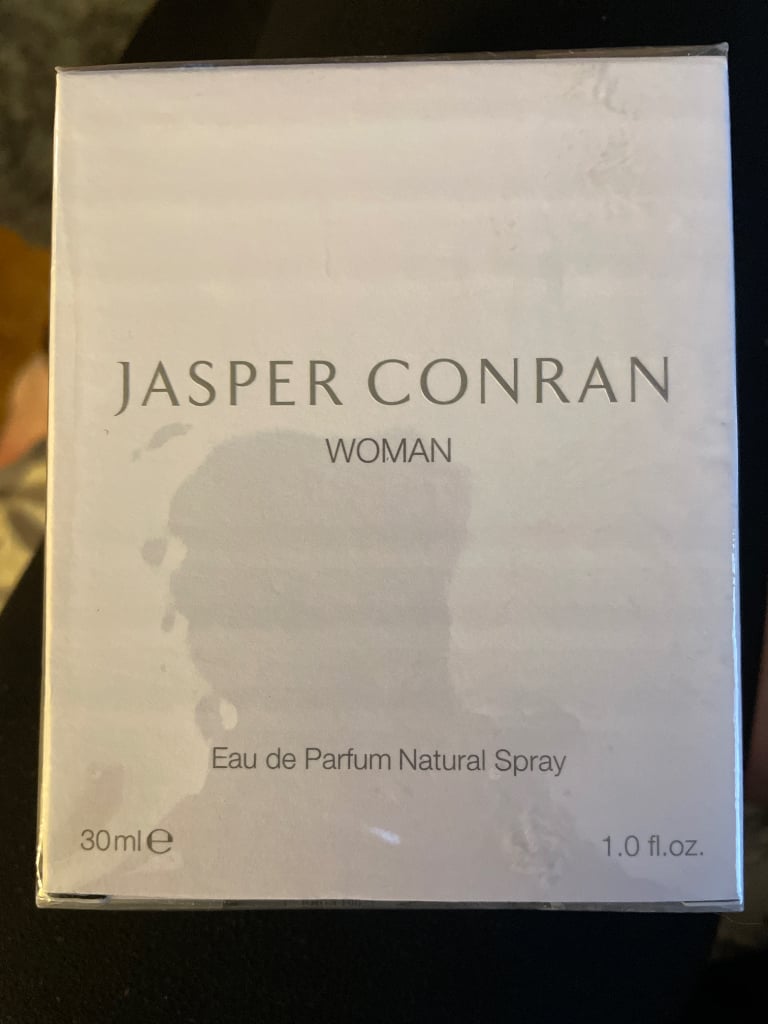 JASPER CONRAN
WOMAN
Eau de Parfum Natural Spray
30ml℮
1.0 fl.oz.